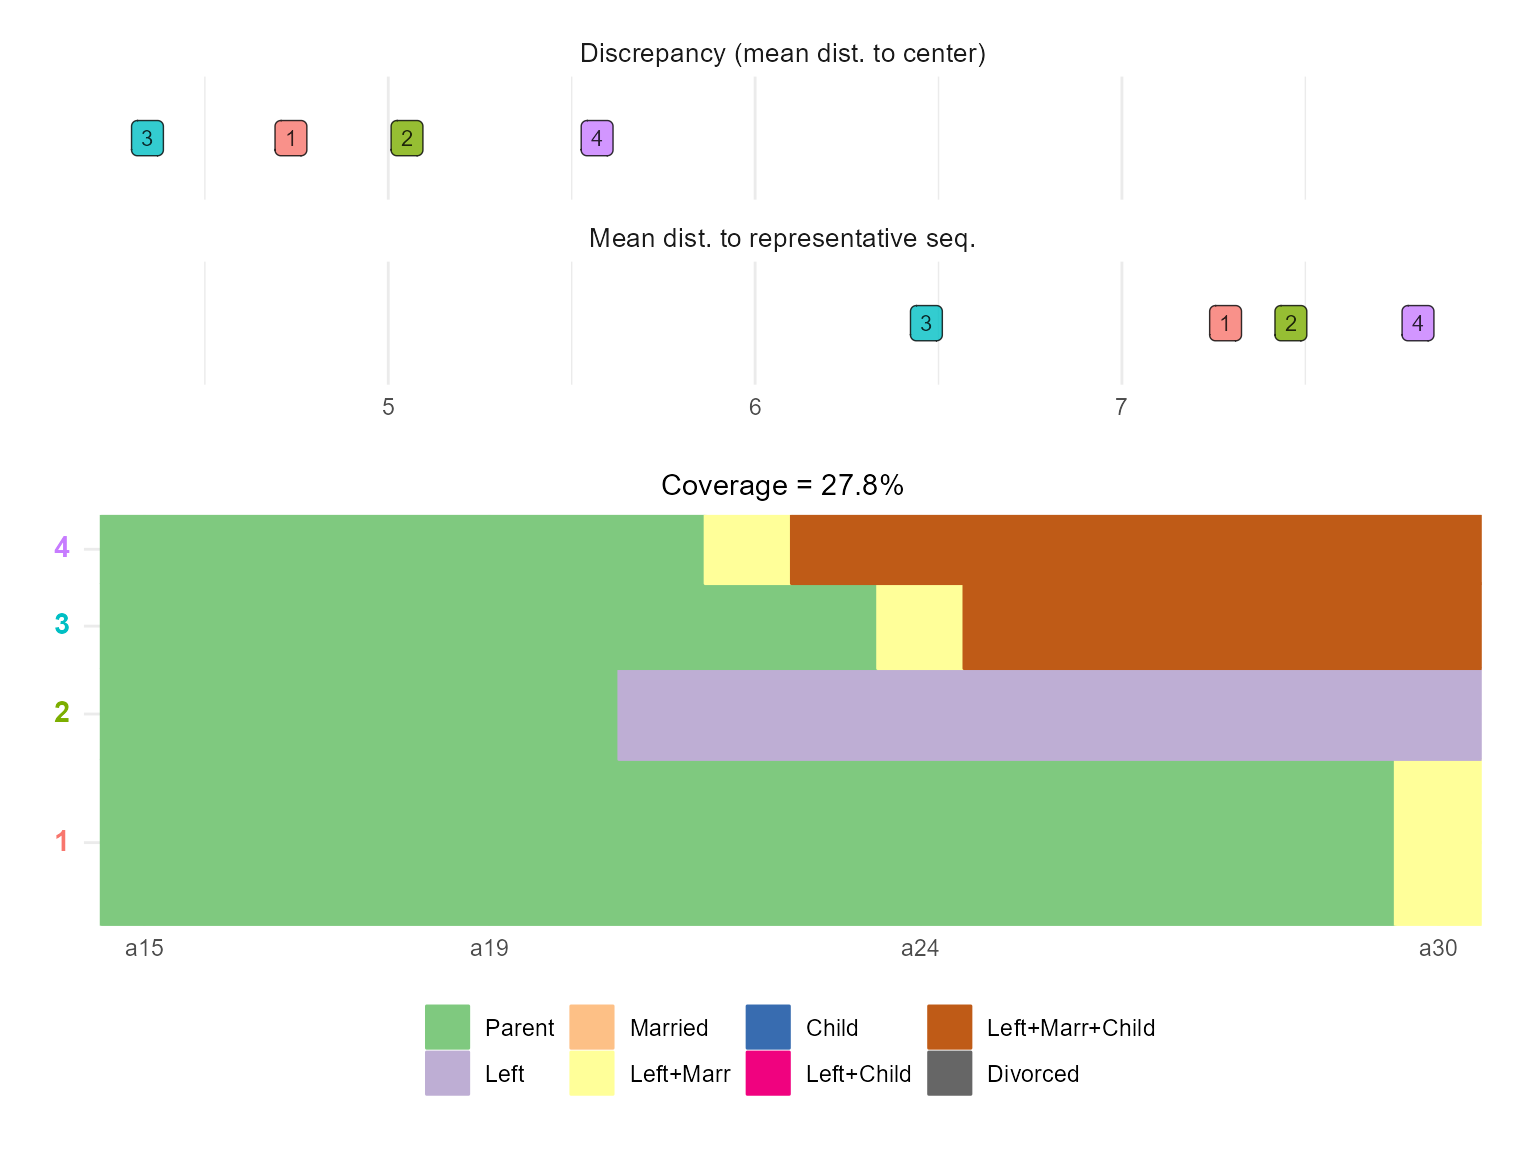 Discrepancy (mean dist. to center)
3 1 2 4
Mean dist. to representative seq.
3 1 2 4
5 6 7
Coverage = 27.8%
4
3
2
1
a15 a19 a24 a30
Parent Married Child Left+Marr+Child
Left Left+Marr Left+Child Divorced